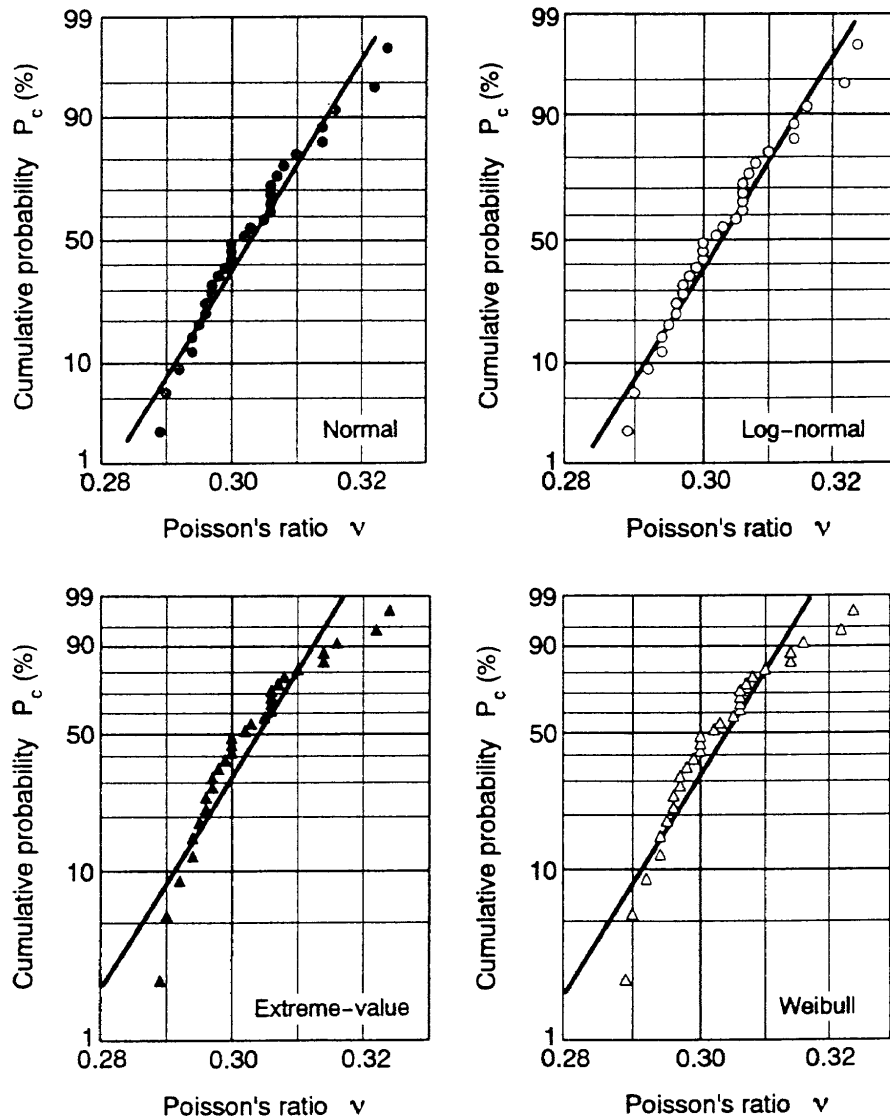 99
90
50
10
1
Cumulative probability P_c (%)
Normal
0.28 0.30 0.32
Poisson's ratio ν
99
90
50
10
1
Cumulative probability P_c (%)
Log-normal
0.28 0.30 0.32
Poisson's ratio ν
99
90
50
10
1
Cumulative probability P_c (%)
Extreme-value
0.28 0.30 0.32
Poisson's ratio ν
99
90
50
10
1
Cumulative probability P_c (%)
Weibull
0.28 0.30 0.32
Poisson's ratio ν